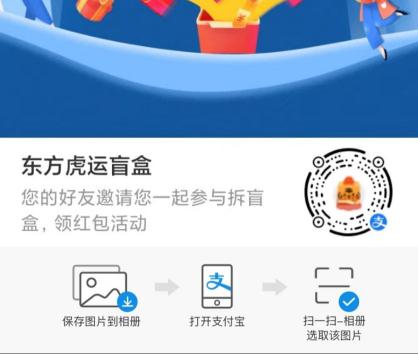 东方虎运盲盒
您的好友邀请您一起参与拆盲
盒，领红包活动
支
支
保存图片到相册
打开支付宝
扫一扫-相册
选取该图片